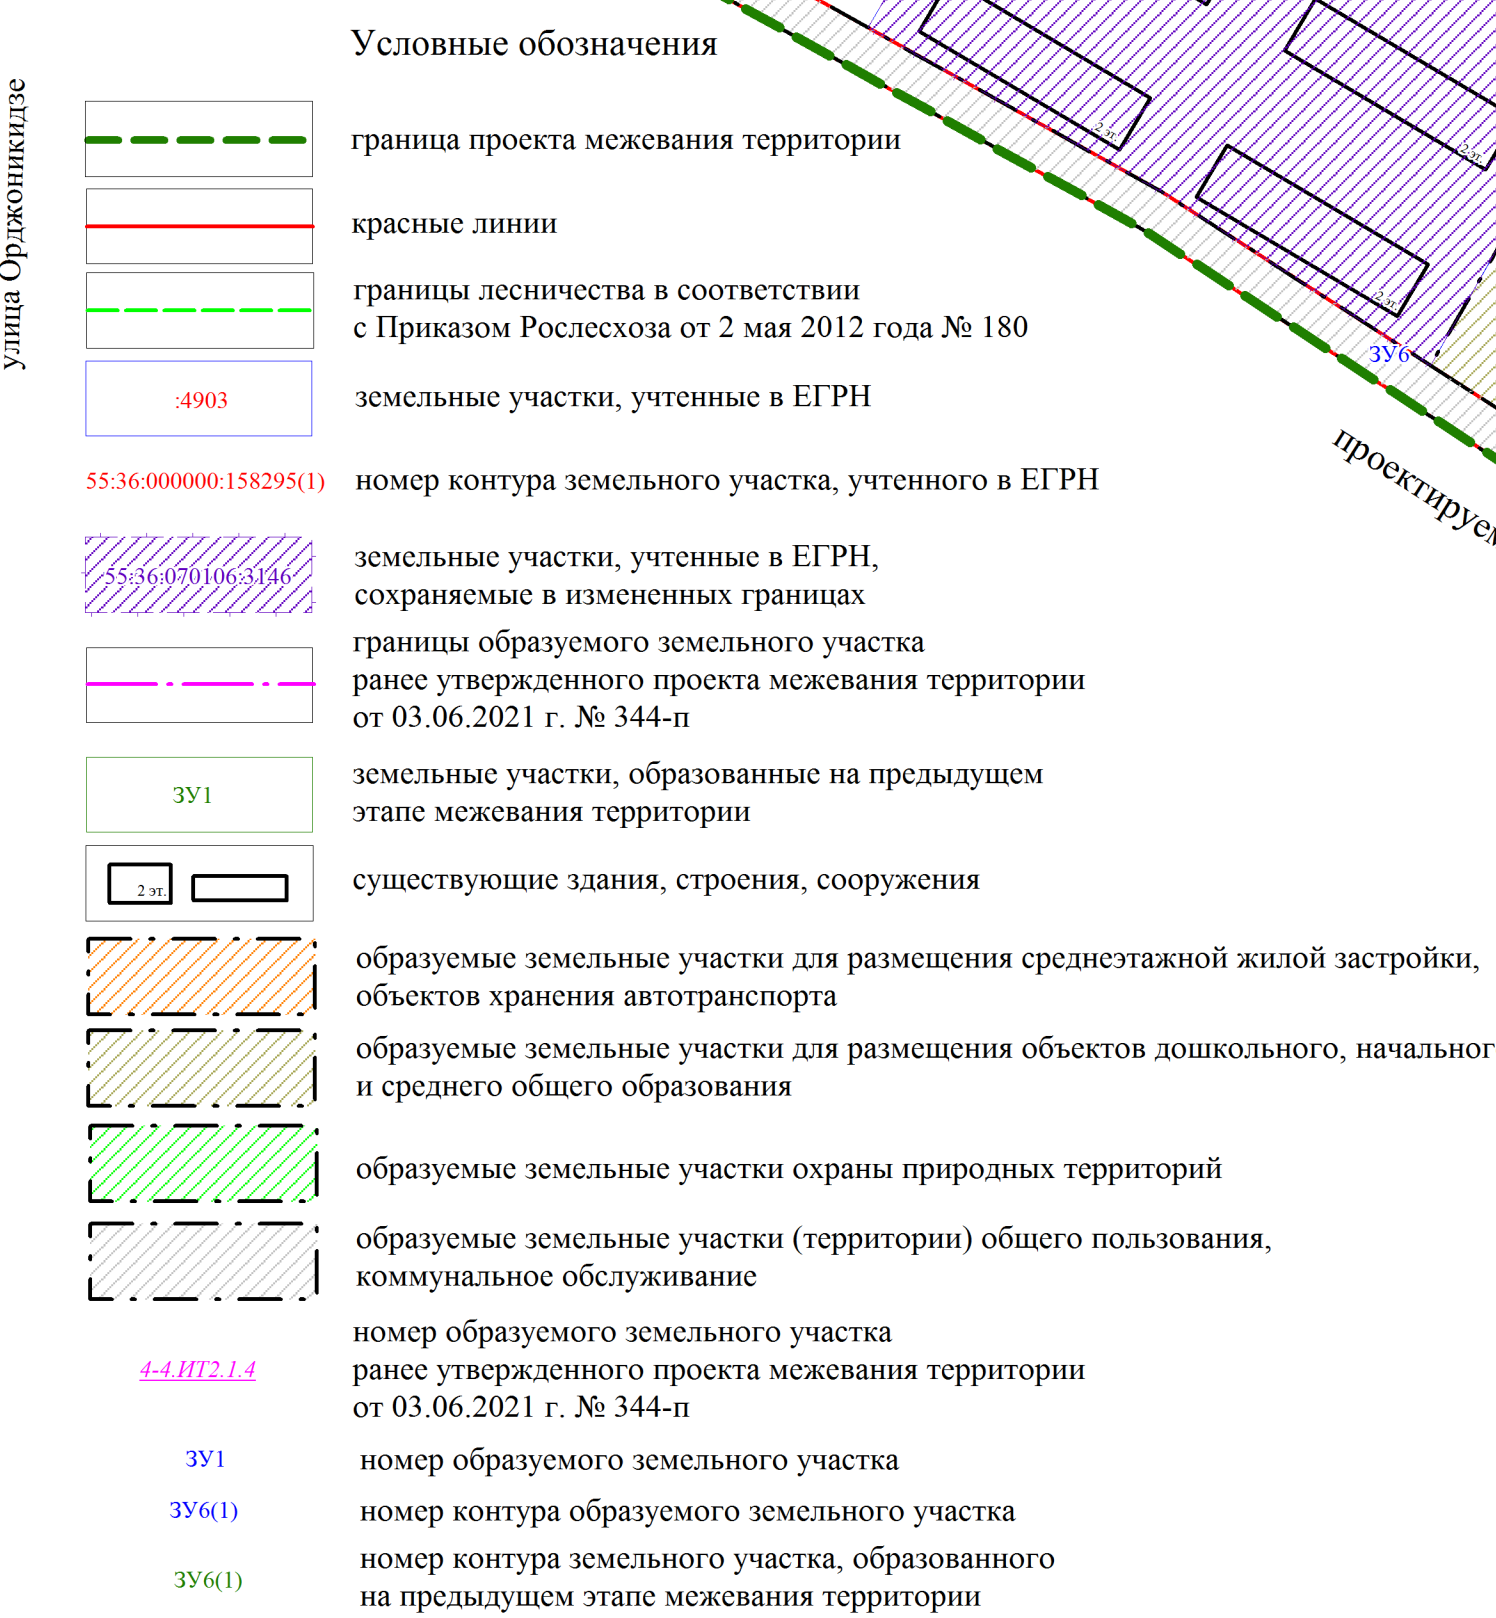 Условные обозначения
улица Орджоникидзе
граница проекта межевания территории
красные линии
границы лесничества в соответствии
с Приказом Рослесхоза от 2 мая 2012 года № 180
:4903
земельные участки, учтенные в ЕГРН
55:36:000000:158295(1)
номер контура земельного участка, учтенного в ЕГРН
55:36:070106:3146
земельные участки, учтенные в ЕГРН,
сохраняемые в измененных границах
границы образуемого земельного участка
ранее утвержденного проекта межевания территории
от 03.06.2021 г. № 344-п
ЗУ1
земельные участки, образованные на предыдущем
этапе межевания территории
2 эт.
существующие здания, строения, сооружения
образуемые земельные участки для размещения среднеэтажной жилой застройки,
объектов хранения автотранспорта
образуемые земельные участки для размещения объектов дошкольного, начальног
и среднего общего образования
образуемые земельные участки охраны природных территорий
образуемые земельные участки (территории) общего пользования,
коммунальное обслуживание
4-4.ИТ2.1.4
номер образуемого земельного участка
ранее утвержденного проекта межевания территории
от 03.06.2021 г. № 344-п
ЗУ1
номер образуемого земельного участка
ЗУ6(1)
номер контура образуемого земельного участка
ЗУ6(1)
номер контура земельного участка, образованного
на предыдущем этапе межевания территории
2 эт.
2 эт.
2 эт.
ЗУ6
проектируем